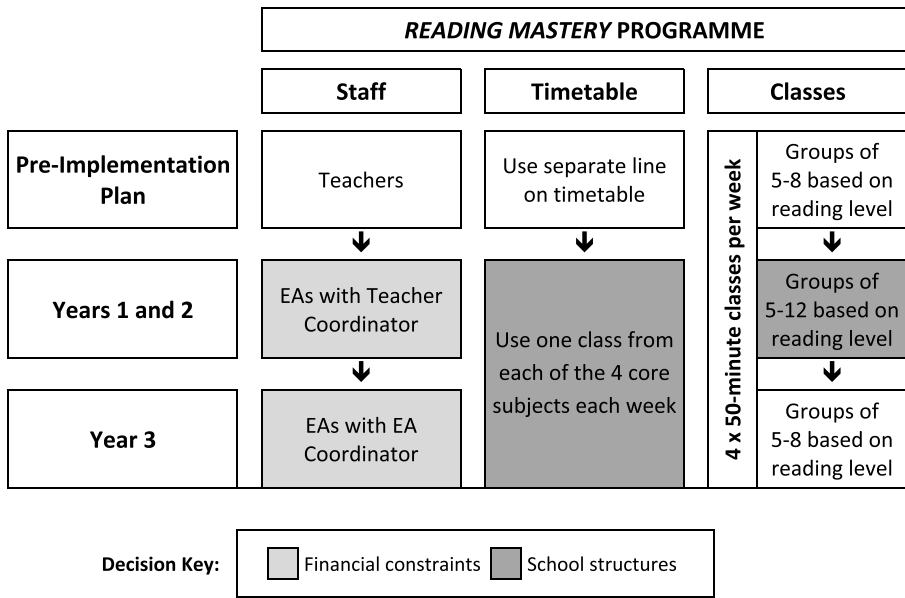 READING MASTERY PROGRAMME
Staff
Timetable
Classes
Pre-Implementation
Plan
Teachers
Use separate line
on timetable
4 x 50-minute classes per week
Groups of
5-8 based on
reading level
Years 1 and 2
EAs with Teacher
Coordinator
Use one class from
each of the 4 core
subjects each week
Groups of
5-12 based on
reading level
Year 3
EAs with EA
Coordinator
Groups of
5-8 based on
reading level
Decision Key:
Financial constraints
School structures